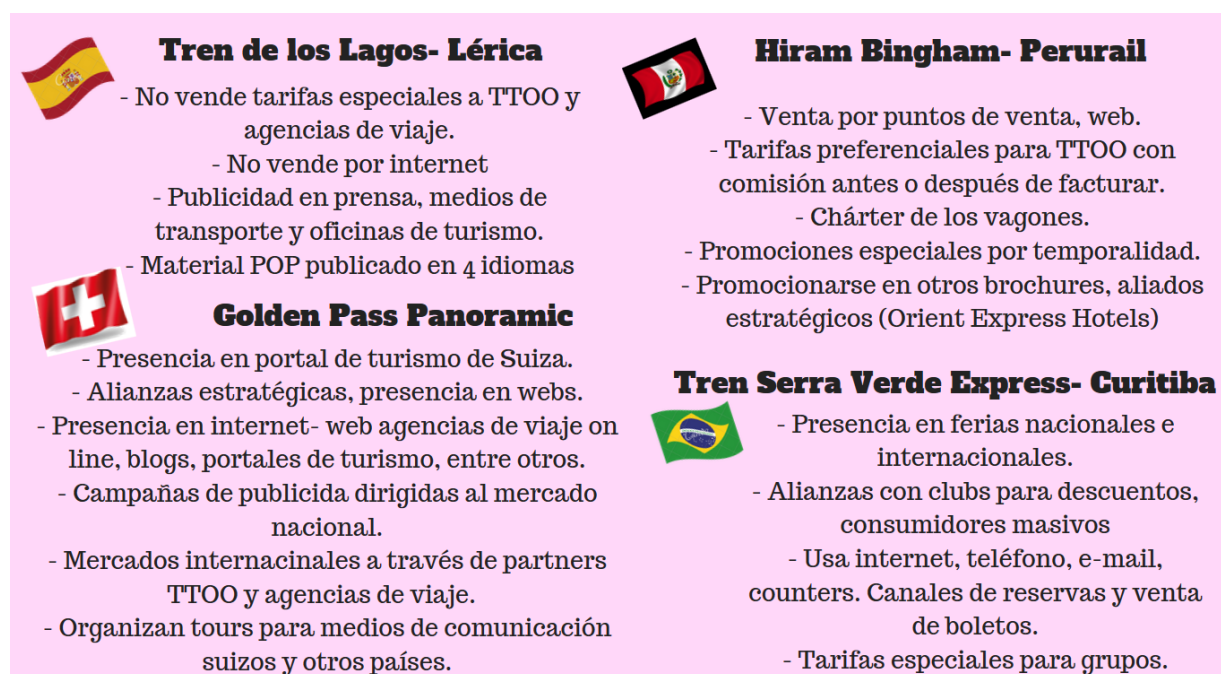 Tren de los Lagos- Lérica
- No vende tarifas especiales a TTOO y
agencias de viaje.
- No vende por internet
- Publicidad en prensa, medios de
transporte y oficinas de turismo.
- Material POP publicado en 4 idiomas
Golden Pass Panoramic
- Presencia en portal de turismo de Suiza.
- Alianzas estratégicas, presencia en webs.
- Presencia en internet- web agencias de viaje on
line, blogs, portales de turismo, entre otros.
- Campañas de publicida dirigidas al mercado
nacional.
- Mercados internacinales a través de partners
TTOO y agencias de viaje.
- Organizan tours para medios de comunicación
suizos y otros países.
Hiram Bingham- Perurail
- Venta por puntos de venta, web.
- Tarifas preferenciales para TTOO con
comisión antes o después de facturar.
- Chárter de los vagones.
- Promociones especiales por temporalidad.
- Promocionarse en otros brochures, aliados
estratégicos (Orient Express Hotels)
Tren Serra Verde Express- Curitiba
- Presencia en ferias nacionales e
internacionales.
- Alianzas con clubs para descuentos,
consumidores masivos
- Usa internet, teléfono, e-mail,
counters. Canales de reservas y venta
de boletos.
- Tarifas especiales para grupos.